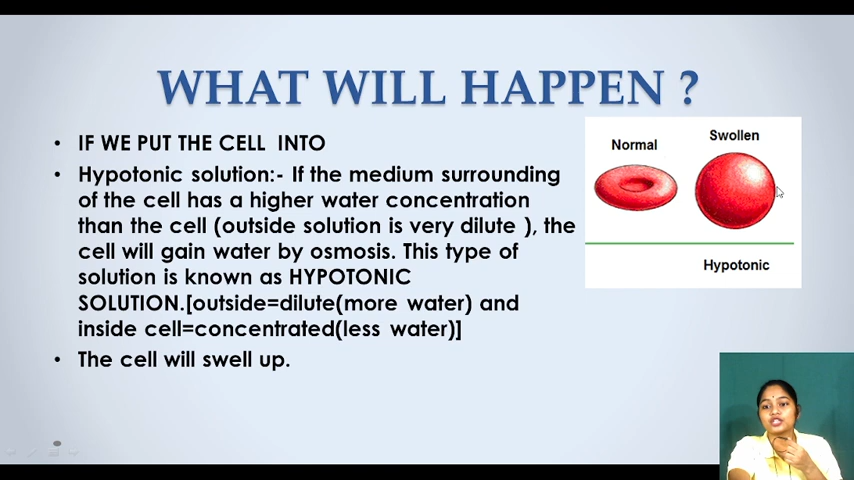 WHAT WILL HAPPEN ?
• IF WE PUT THE CELL INTO
• Hypotonic solution:- If the medium surrounding
of the cell has a higher water concentration
than the cell (outside solution is very dilute ), the
cell will gain water by osmosis. This type of
solution is known as HYPOTONIC
SOLUTION.[outside=dilute(more water) and
inside cell=concentrated(less water)]
• The cell will swell up.
Normal
Swollen
Hypotonic